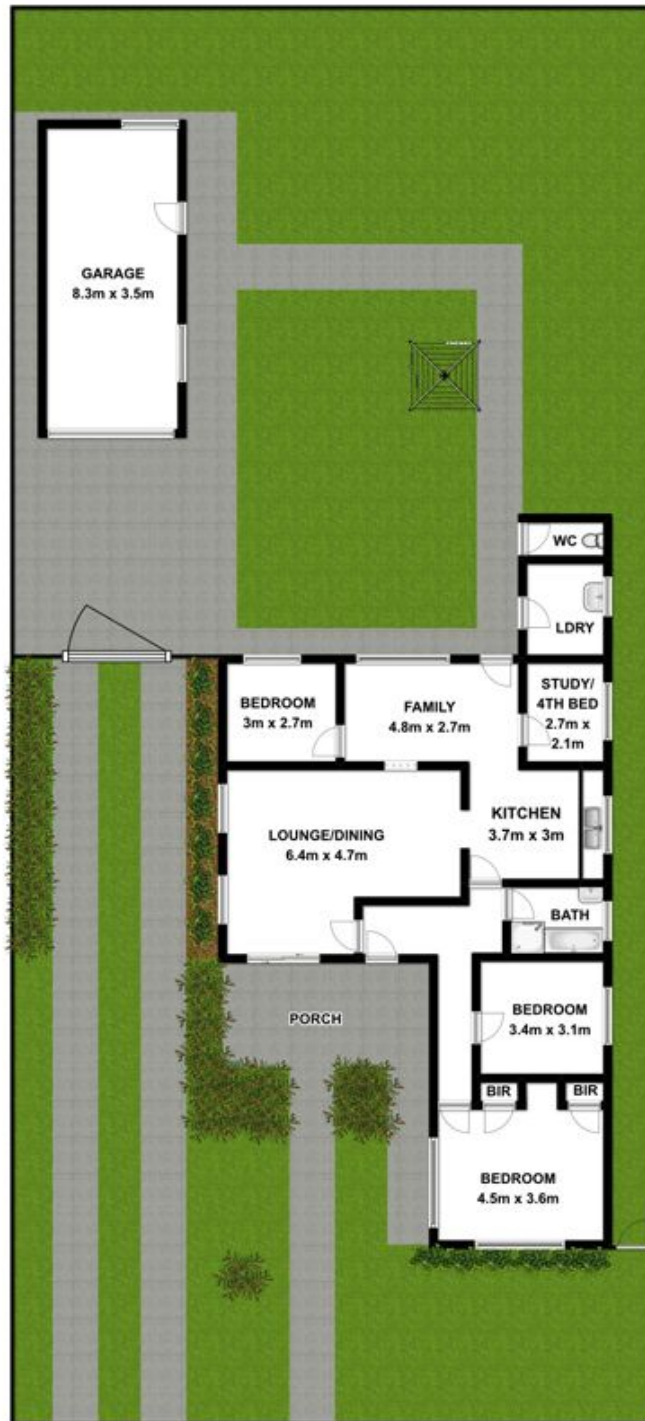 GARAGE
8.3m x 3.5m
WC
LDRY
BEDROOM
3m x 2.7m
FAMILY
4.8m x 2.7m
STUDY/
4TH BED
2.7m x
2.1m
LOUNGE/DINING
6.4m x 4.7m
KITCHEN
3.7m x 3m
BATH
PORCH
BEDROOM
3.4m x 3.1m
BIR
BIR
BEDROOM
4.5m x 3.6m